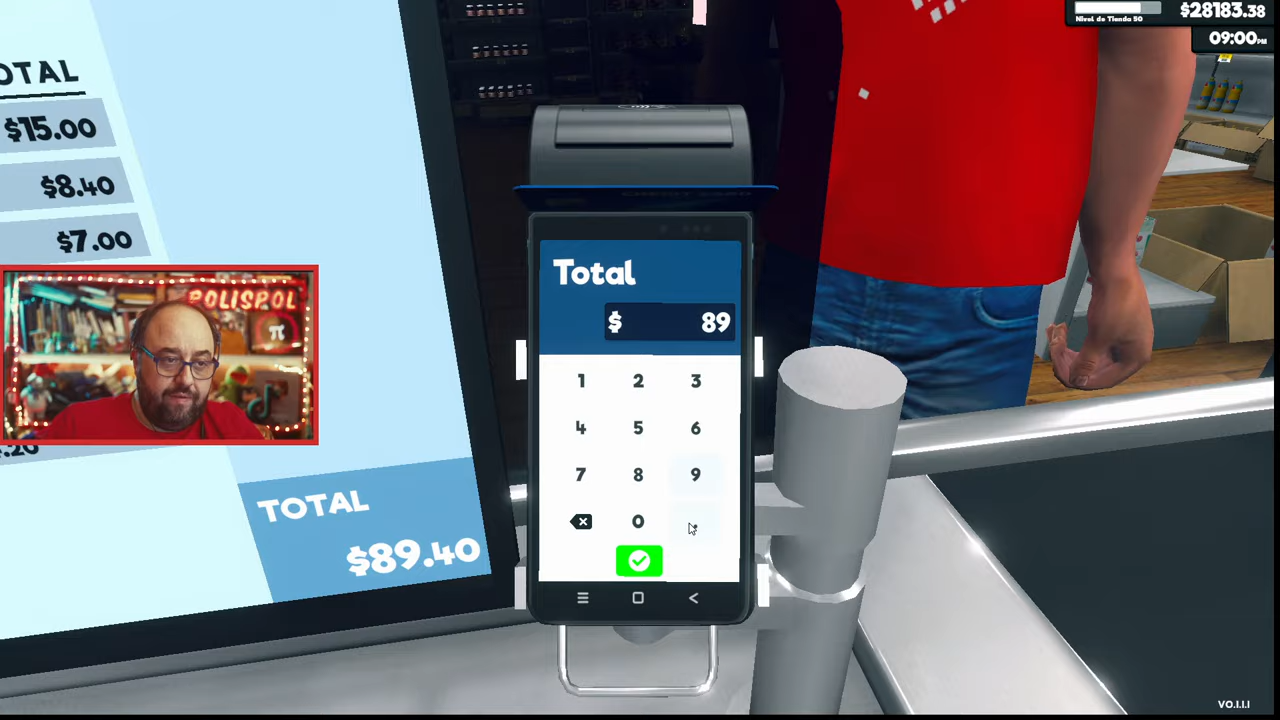 $28183.38
Nivel de Tienda 50
09:00PM
OTAL
$15.00
$8.40
$7.00
Total
$ 89
1 2 3
4 5 6
7 8 9
0 .
POLISPOL
π
TOTAL
$89.40
V0.1.1.1